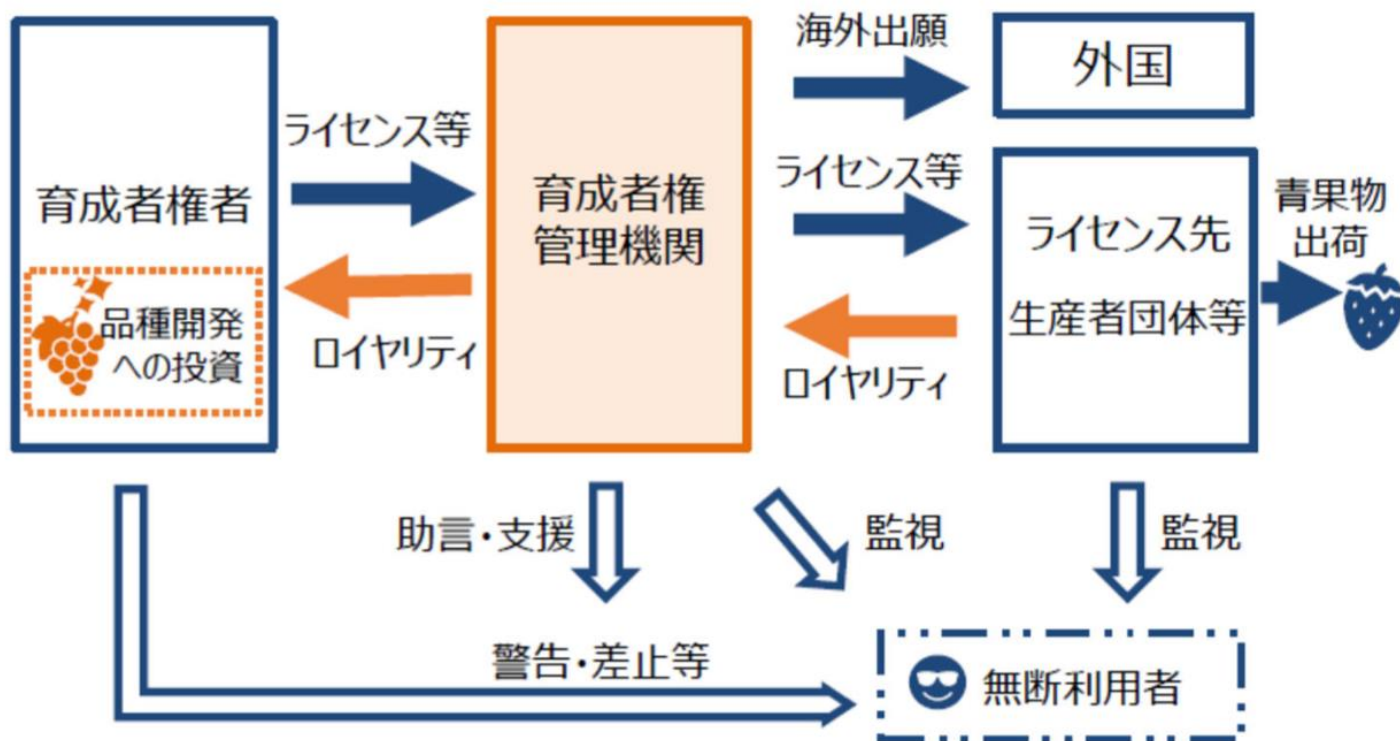 海外出願
外国
ライセンス等
育成者権者
育成者権
管理機関
ライセンス等
ライセンス先
生産者団体等
青果物
出荷
品種開発
への投資
ロイヤリティ
ロイヤリティ
助言・支援
監視
監視
警告・差止等
無断利用者